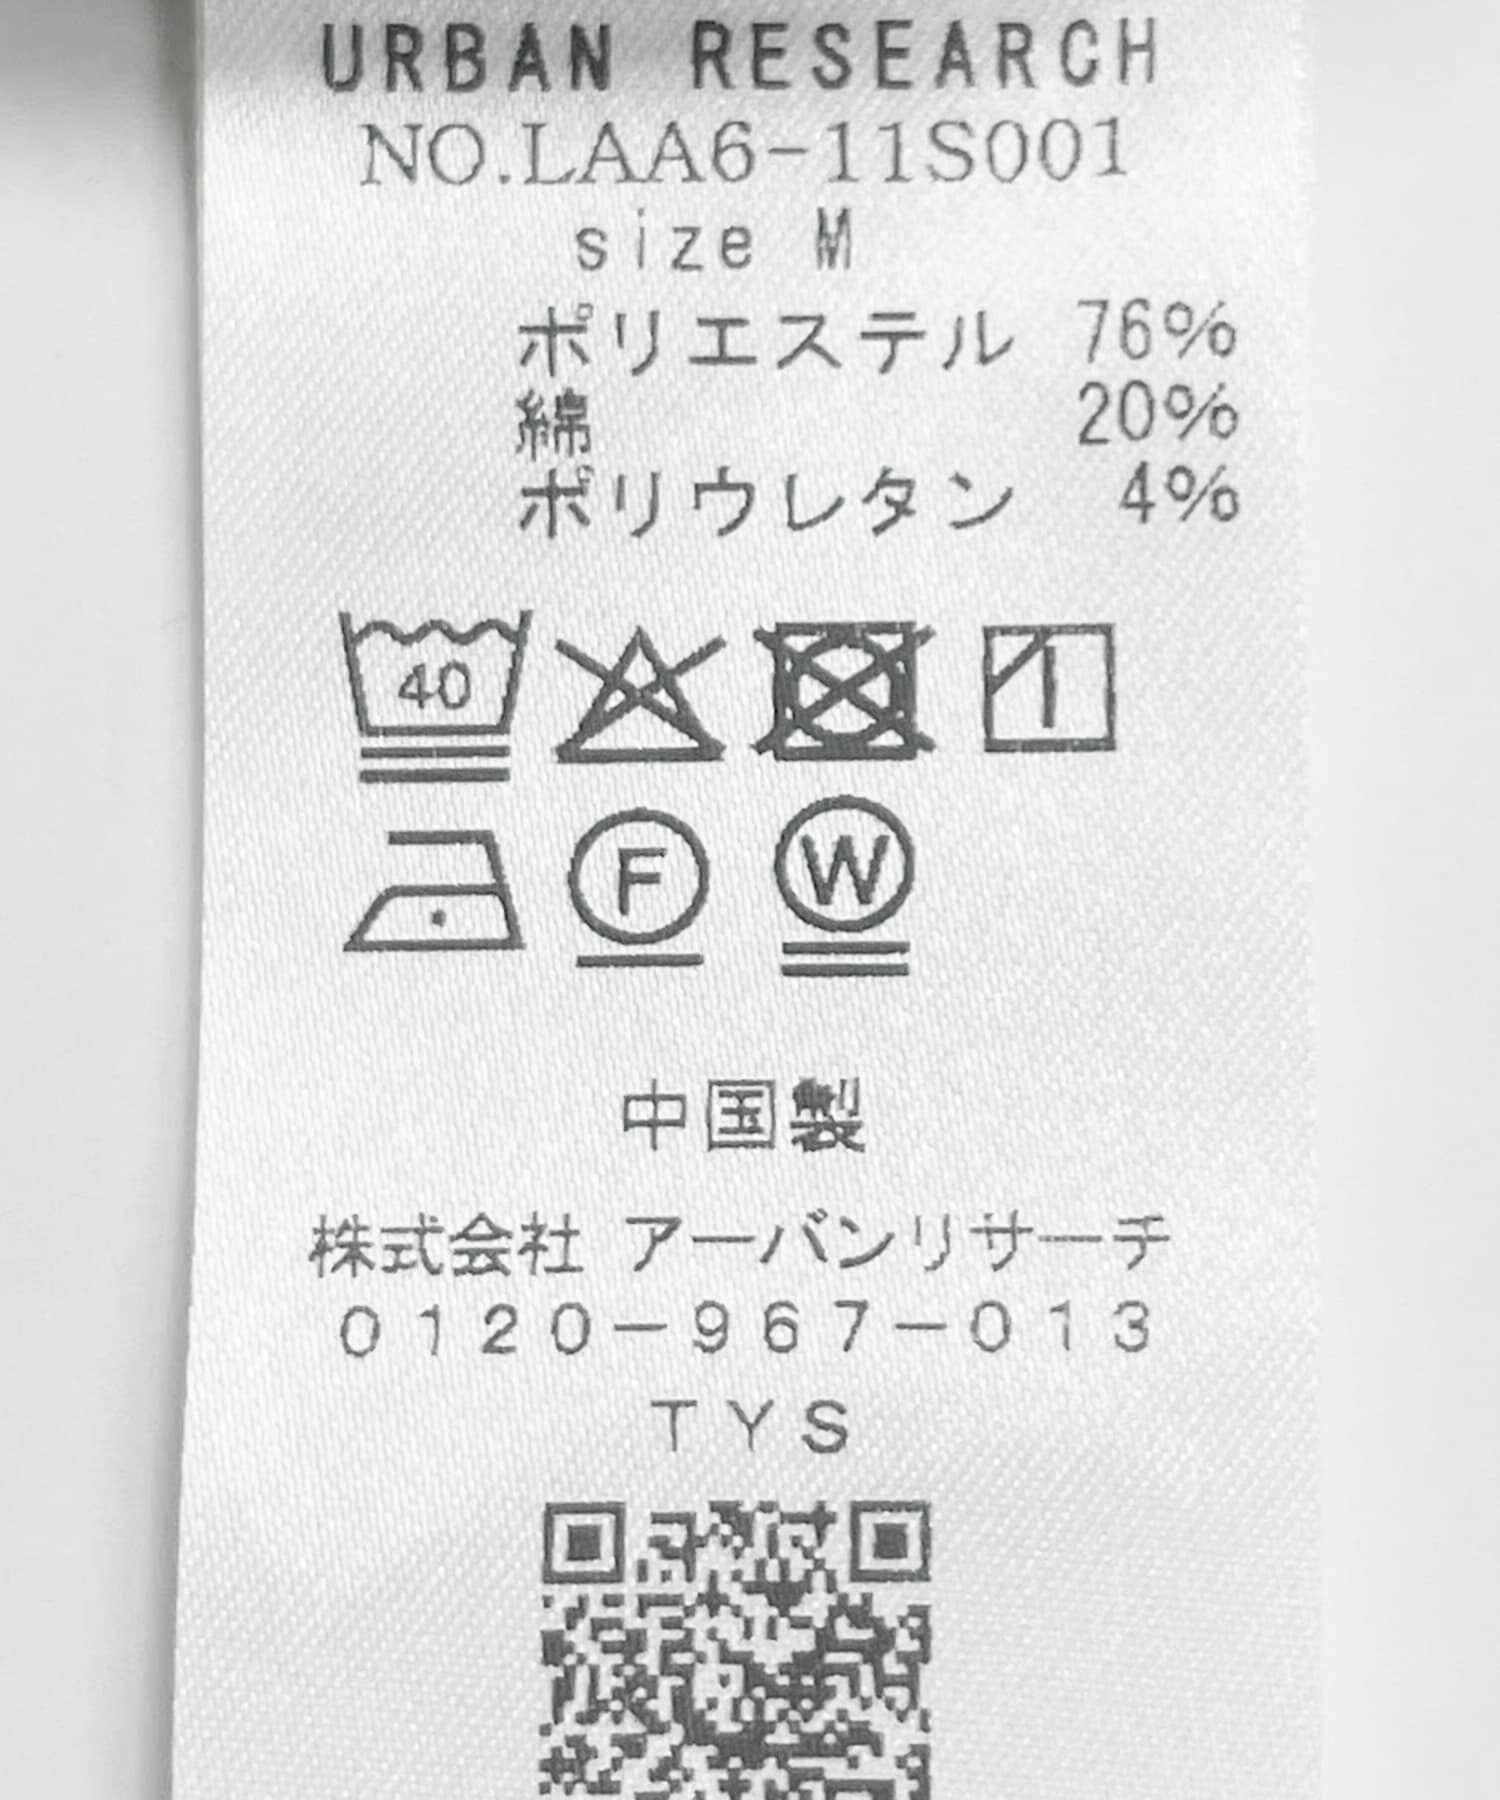 URBAN RESEARCH
NO.LAA6-11S001
size M
ポリエステル 76%
綿 20%
ポリウレタン 4%
40
F W
中国製
株式会社 アーバンリサーチ
0120-967-013
TYS